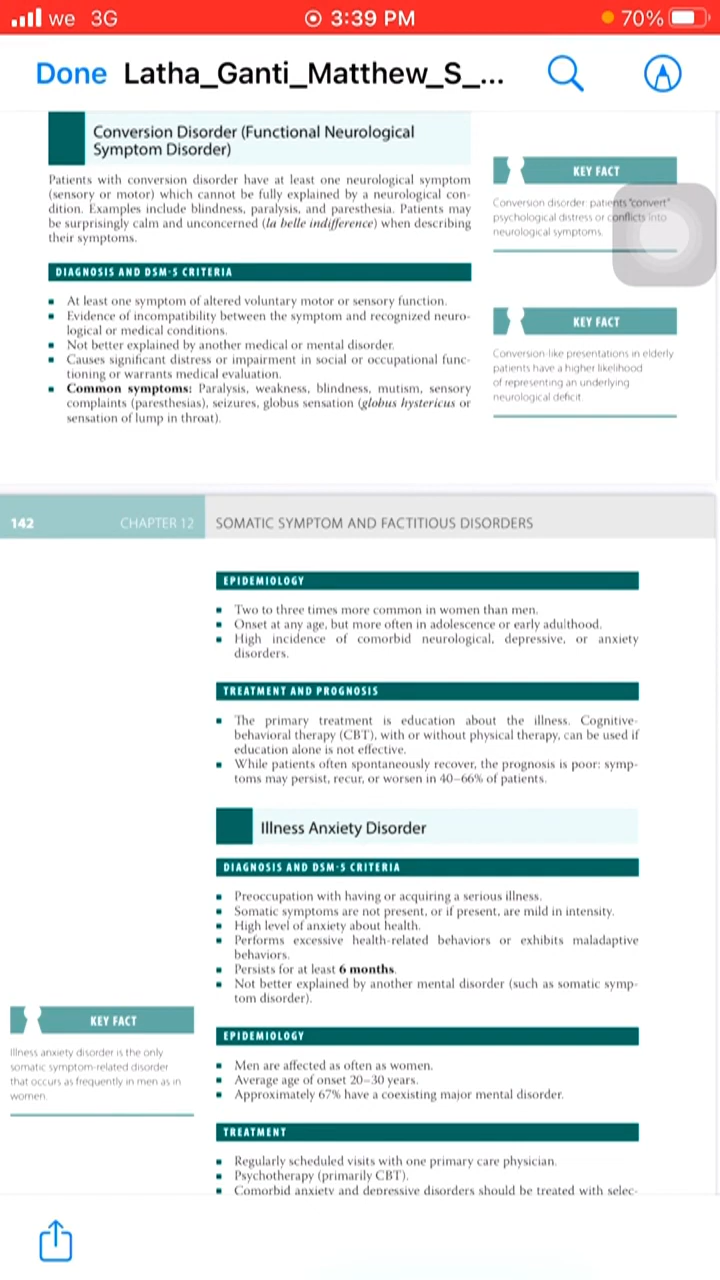 we 3G
3:39 PM
70%
Done
Latha_Ganti_Matthew_S_...
Conversion Disorder (Functional Neurological
Symptom Disorder)
Patients with conversion disorder have at least one neurological symptom
(sensory or motor) which cannot be fully explained by a neurological con-
dition. Examples include blindness, paralysis, and paresthesia. Patients may
be surprisingly calm and unconcerned (la belle indifference) when describing
their symptoms.
DIAGNOSIS AND DSM-5 CRITERIA
▪ At least one symptom of altered voluntary motor or sensory function.
▪ Evidence of incompatibility between the symptom and recognized neuro-
logical or medical conditions.
▪ Not better explained by another medical or mental disorder.
▪ Causes significant distress or impairment in social or occupational func-
tioning or warrants medical evaluation.
▪ Common symptoms: Paralysis, weakness, blindness, mutism, sensory
complaints (paresthesias), seizures, globus sensation (globus hystericus or
sensation of lump in throat).
KEY FACT
Conversion disorder: patients "convert"
psychological distress or conflicts into
neurological symptoms.
KEY FACT
Conversion-like presentations in elderly
patients have a higher likelihood
of representing an underlying
neurological deficit.
142
CHAPTER 12
SOMATIC SYMPTOM AND FACTITIOUS DISORDERS
EPIDEMIOLOGY
▪ Two to three times more common in women than men.
▪ Onset at any age, but more often in adolescence or early adulthood.
▪ High incidence of comorbid neurological, depressive, or anxiety
disorders.
TREATMENT AND PROGNOSIS
▪ The primary treatment is education about the illness. Cognitive-
behavioral therapy (CBT), with or without physical therapy, can be used if
education alone is not effective.
▪ While patients often spontaneously recover, the prognosis is poor: symp-
toms may persist, recur, or worsen in 40–66% of patients.
Illness Anxiety Disorder
DIAGNOSIS AND DSM-5 CRITERIA
▪ Preoccupation with having or acquiring a serious illness.
▪ Somatic symptoms are not present, or if present, are mild in intensity.
▪ High level of anxiety about health.
▪ Performs excessive health-related behaviors or exhibits maladaptive
behaviors.
▪ Persists for at least 6 months.
▪ Not better explained by another mental disorder (such as somatic symp-
tom disorder).
KEY FACT
Illness anxiety disorder is the only
somatic symptom-related disorder
that occurs as frequently in men as in
women.
EPIDEMIOLOGY
▪ Men are affected as often as women.
▪ Average age of onset 20–30 years.
▪ Approximately 67% have a coexisting major mental disorder.
TREATMENT
▪ Regularly scheduled visits with one primary care physician.
▪ Psychotherapy (primarily CBT).
▪ Comorbid anxiety and depressive disorders should be treated with selec-